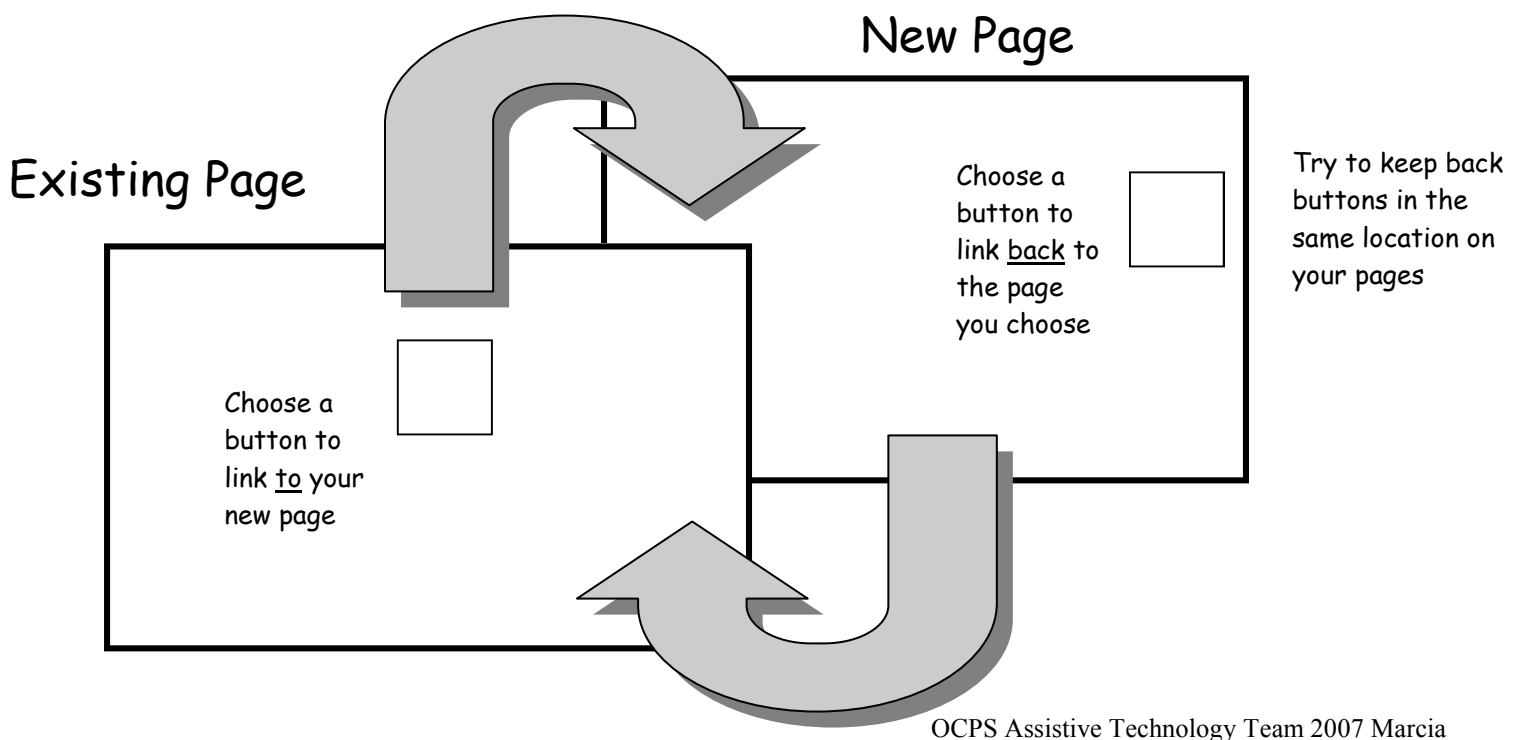 New Page
Existing Page
Choose a
button to
link back to
the page
you choose
Try to keep back
buttons in the
same location on
your pages
Choose a
button to
link to your
new page
OCPS Assistive Technology Team 2007 Marcia